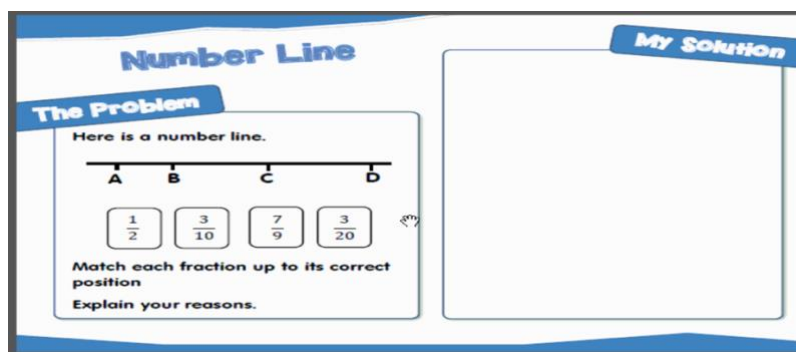 Number Line
My Solution
The Problem
Here is a number line.
A B C D
1/2 3/10 7/9 3/20
Match each fraction up to its correct
position
Explain your reasons.